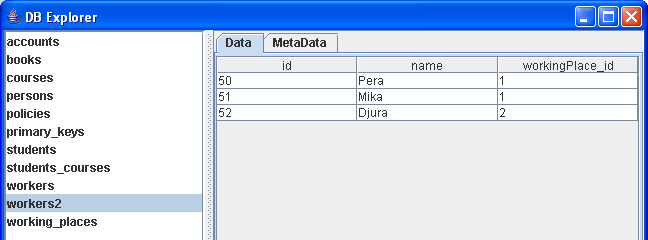 DB Explorer
accounts
books
courses
persons
policies
primary_keys
students
students_courses
workers
workers2
working_places
Data MetaData
id name workingPlace_id
50 Pera 1
51 Mika 1
52 Djura 2